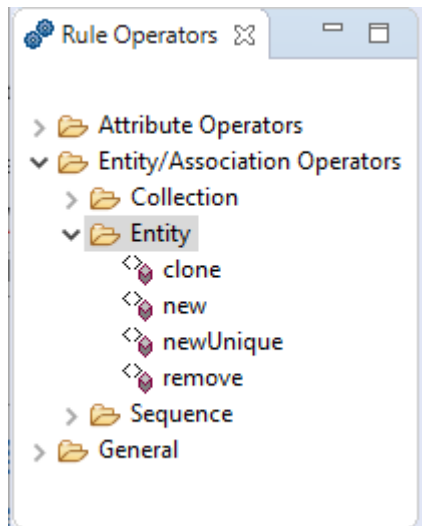 Rule Operators
Attribute Operators
Entity/Association Operators
Collection
Entity
clone
new
newUnique
remove
Sequence
General